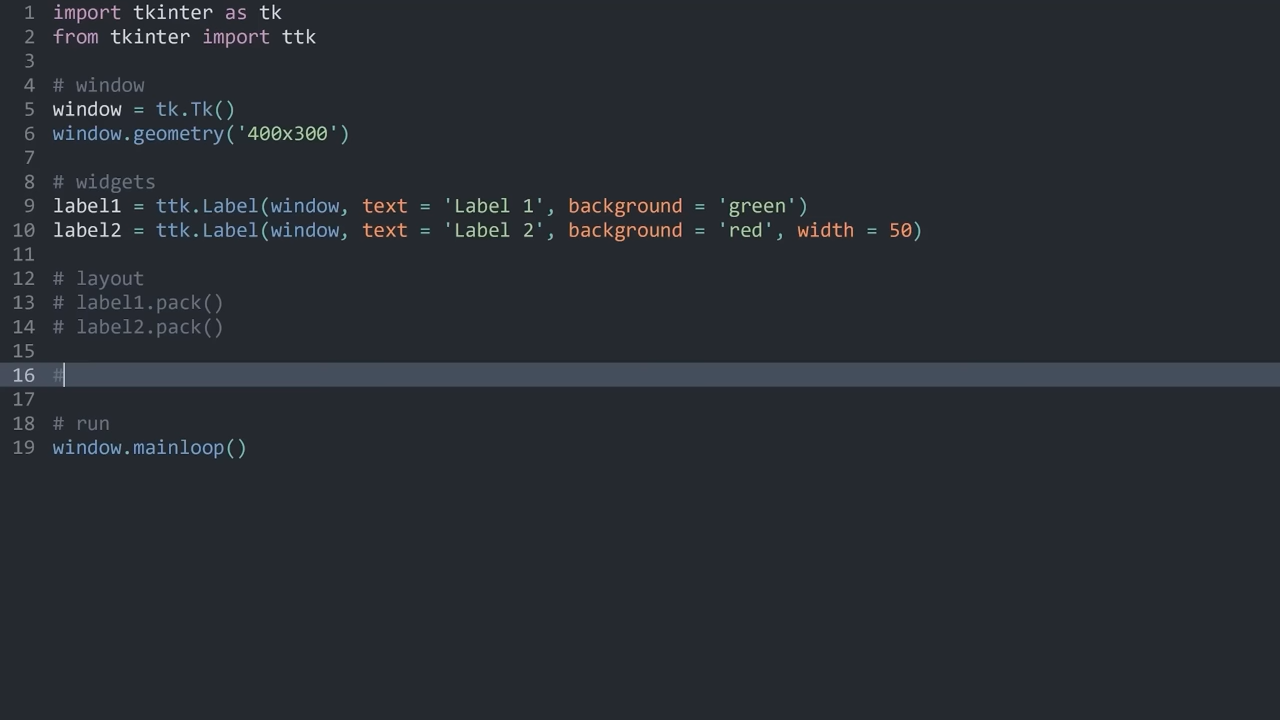 1 import tkinter as tk
2 from tkinter import ttk
3
4 # window
5 window = tk.Tk()
6 window.geometry('400x300')
7
8 # widgets
9 label1 = ttk.Label(window, text = 'Label 1', background = 'green')
10 label2 = ttk.Label(window, text = 'Label 2', background = 'red', width = 50)
11
12 # layout
13 # label1.pack()
14 # label2.pack()
15
16 #
17
18 # run
19 window.mainloop()